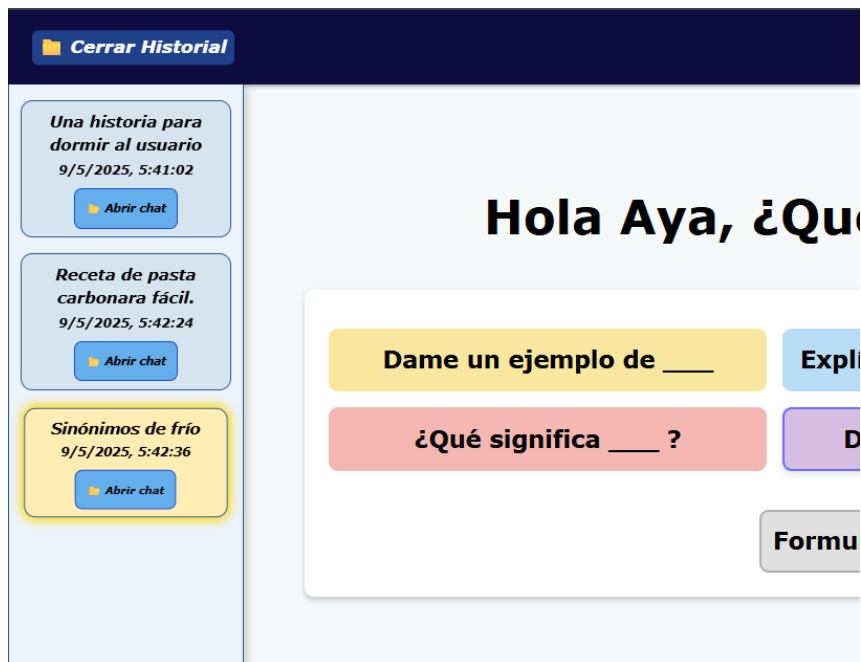 Cerrar Historial
Una historia para
dormir al usuario
9/5/2025, 5:41:02
Abrir chat
Receta de pasta
carbonara fácil.
9/5/2025, 5:42:24
Abrir chat
Sinónimos de frío
9/5/2025, 5:42:36
Abrir chat
Hola Aya, ¿Qu
Dame un ejemplo de ____
Explí
¿Qué significa ____ ?
D
Formu